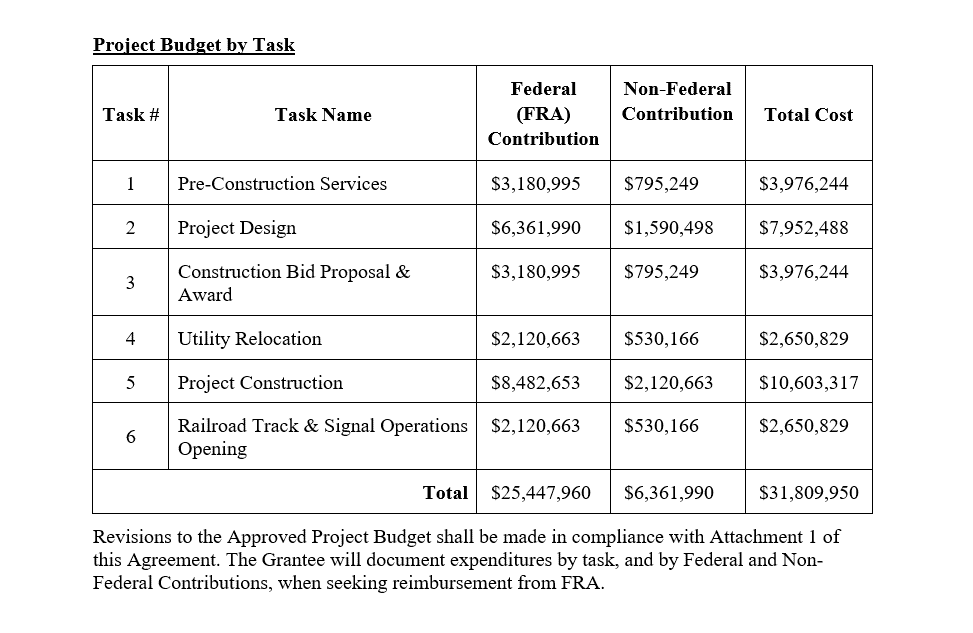 Project Budget by Task
Task #
Task Name
Federal
(FRA)
Contribution
Non-Federal
Contribution
Total Cost
1 Pre-Construction Services $3,180,995 $795,249 $3,976,244
2 Project Design $6,361,990 $1,590,498 $7,952,488
3 Construction Bid Proposal & $3,180,995 $795,249 $3,976,244
Award
4 Utility Relocation $2,120,663 $530,166 $2,650,829
5 Project Construction $8,482,653 $2,120,663 $10,603,317
6 Railroad Track & Signal Operations $2,120,663 $530,166 $2,650,829
Opening
Total $25,447,960 $6,361,990 $31,809,950
Revisions to the Approved Project Budget shall be made in compliance with Attachment 1 of
this Agreement. The Grantee will document expenditures by task, and by Federal and Non-
Federal Contributions, when seeking reimbursement from FRA.